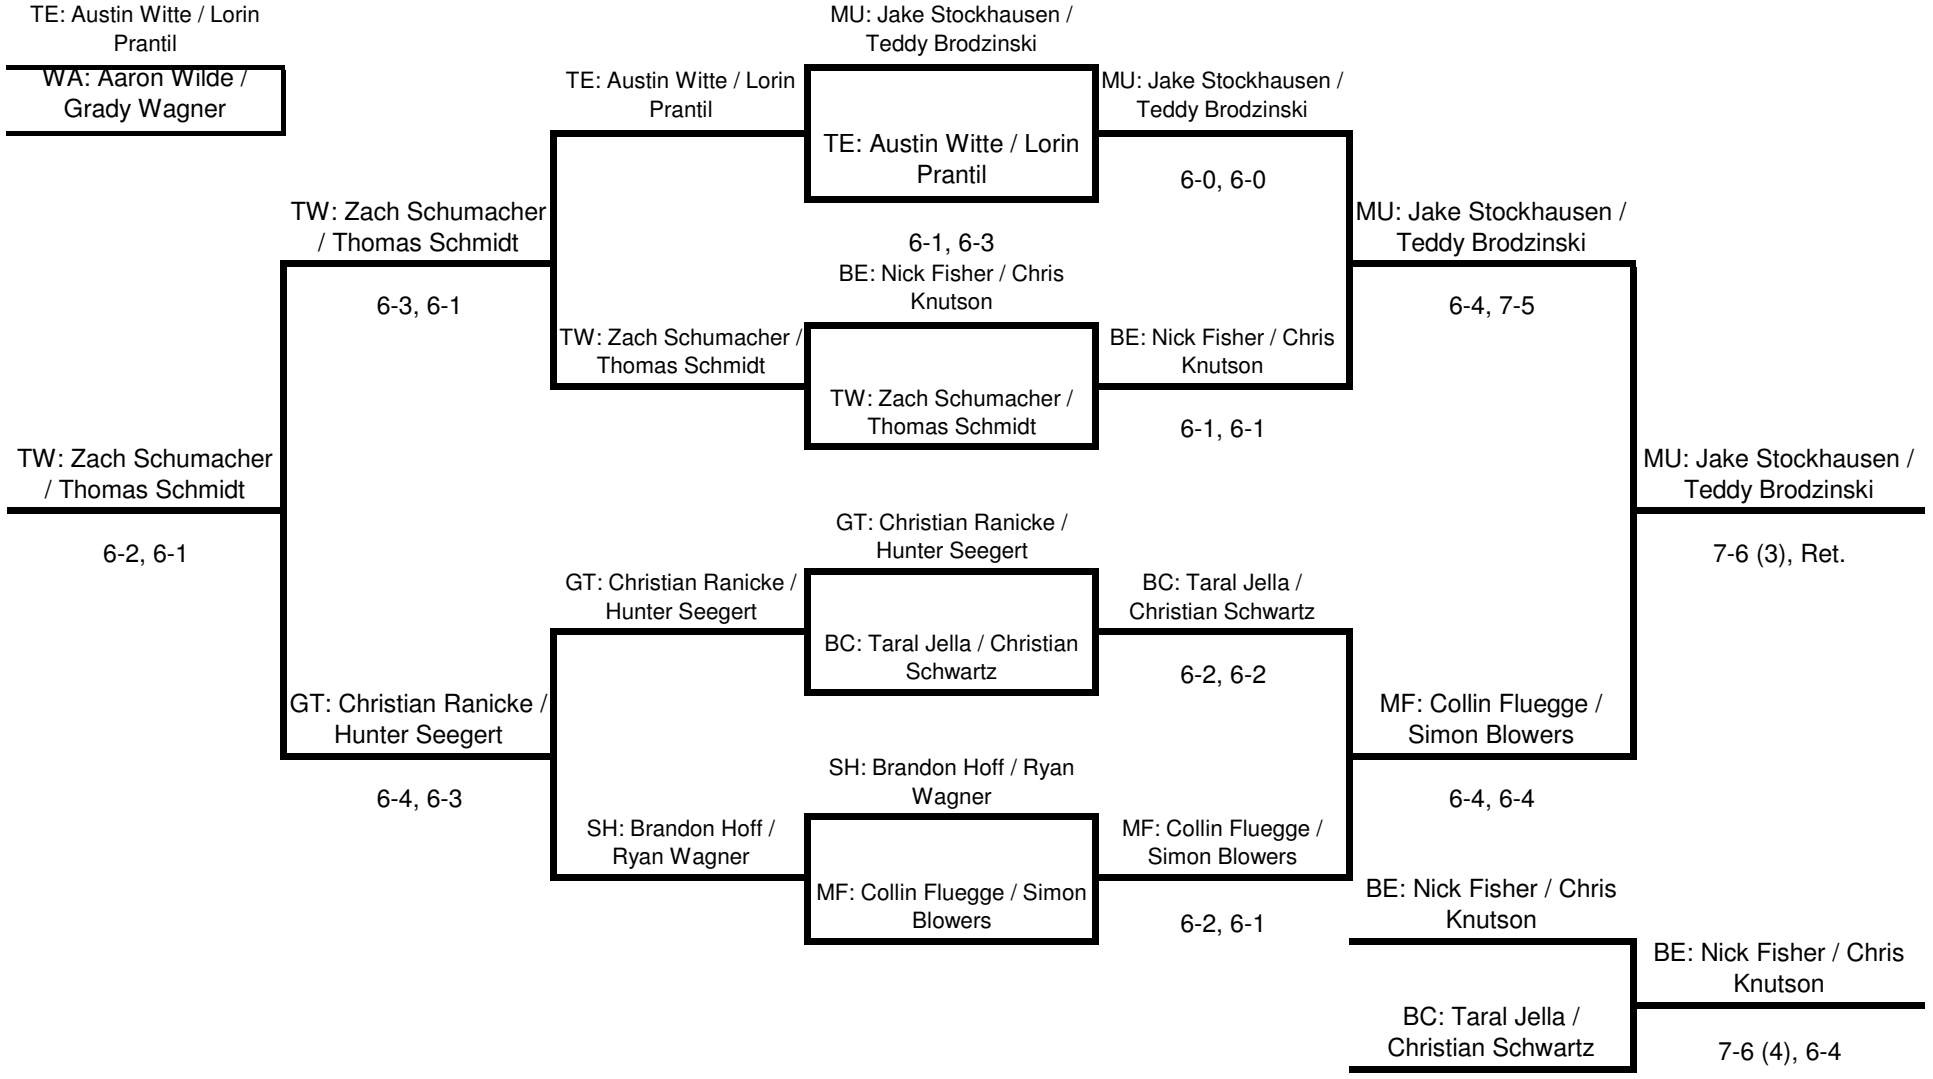 TE: Austin Witte / Lorin
Prantil
WA: Aaron Wilde /
Grady Wagner
TW: Zach Schumacher
/ Thomas Schmidt
6-2, 6-1
TW: Zach Schumacher
/ Thomas Schmidt
6-3, 6-1
GT: Christian Ranicke /
Hunter Seegert
6-4, 6-3
TE: Austin Witte / Lorin
Prantil
TW: Zach Schumacher /
Thomas Schmidt
GT: Christian Ranicke /
Hunter Seegert
SH: Brandon Hoff /
Ryan Wagner
MU: Jake Stockhausen /
Teddy Brodzinski
TE: Austin Witte / Lorin
Prantil
6-1, 6-3
BE: Nick Fisher / Chris
Knutson
TW: Zach Schumacher /
Thomas Schmidt
GT: Christian Ranicke /
Hunter Seegert
BC: Taral Jella / Christian
Schwartz
SH: Brandon Hoff / Ryan
Wagner
MF: Collin Fluegge / Simon
Blowers
MU: Jake Stockhausen /
Teddy Brodzinski
6-0, 6-0
BE: Nick Fisher / Chris
Knutson
6-1, 6-1
BC: Taral Jella /
Christian Schwartz
6-2, 6-2
MF: Collin Fluegge /
Simon Blowers
6-2, 6-1
MU: Jake Stockhausen /
Teddy Brodzinski
6-4, 7-5
MF: Collin Fluegge /
Simon Blowers
6-4, 6-4
MU: Jake Stockhausen /
Teddy Brodzinski
7-6 (3), Ret.
BE: Nick Fisher / Chris
Knutson
BC: Taral Jella /
Christian Schwartz
BE: Nick Fisher / Chris
Knutson
7-6 (4), 6-4